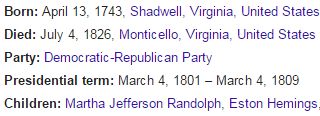 Born: April 13, 1743, Shadwell, Virginia, United States
Died: July 4, 1826, Monticello, Virginia, United States
Party: Democratic-Republican Party
Presidential term: March 4, 1801 – March 4, 1809
Children: Martha Jefferson Randolph, Eston Hemings,